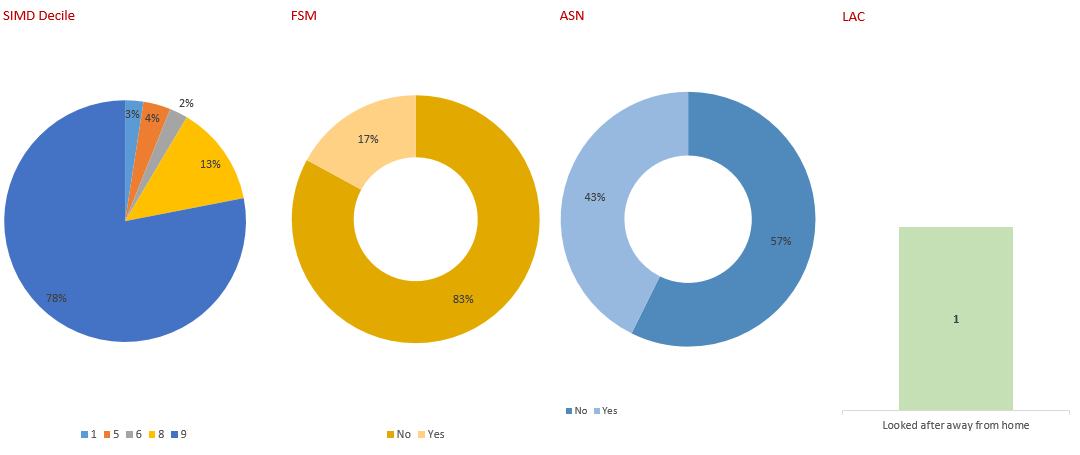 SIMD Decile
3%
4%
2%
13%
78%
1 5 6 8 9
FSM
17%
83%
No Yes
ASN
43%
57%
No Yes
LAC
1
Looked after away from home